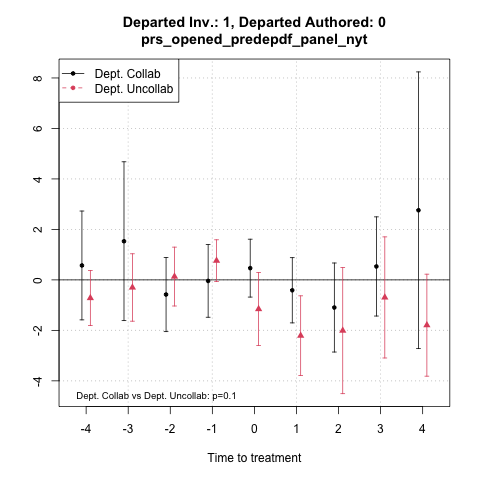 Departed Inv.: 1, Departed Authored: 0
prs_opened_predepdf_panel_nyt
Dept. Collab
Dept. Uncollab
8
6
4
2
0
-2
-4
Dept. Collab vs Dept. Uncollab: p=0.1
-4 -3 -2 -1 0 1 2 3 4
Time to treatment